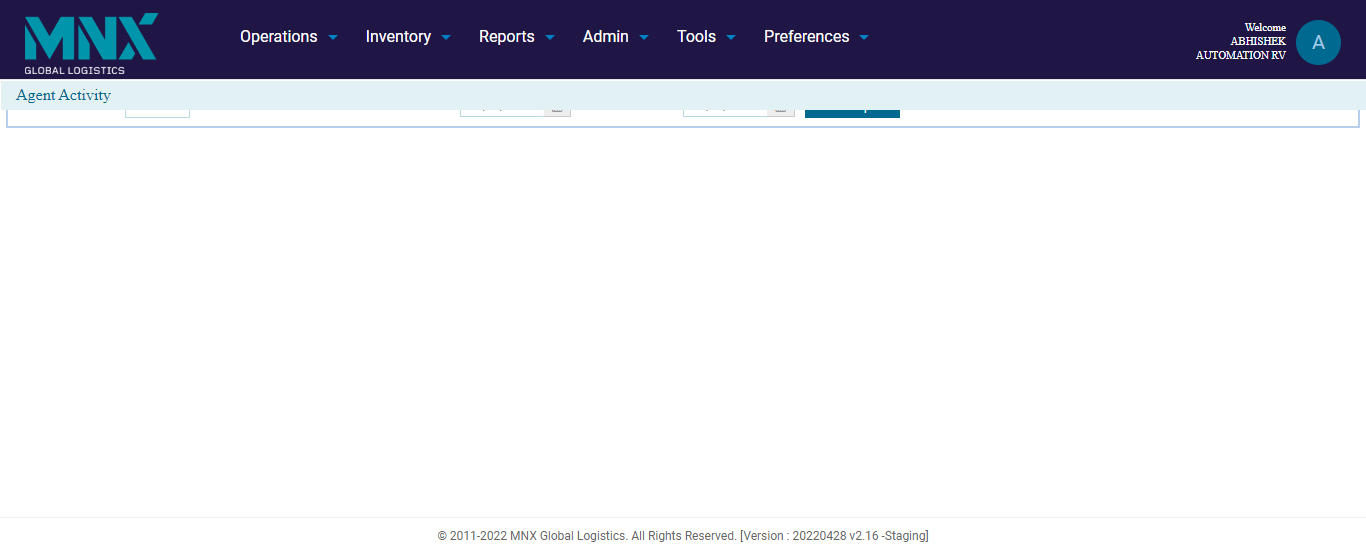 MNX
GLOBAL LOGISTICS
Operations
Inventory
Reports
Admin
Tools
Preferences
Welcome
ABHISHEK
AUTOMATION RV
A
Agent Activity
© 2011-2022 MNX Global Logistics. All Rights Reserved. [Version : 20220428 v2.16 -Staging]